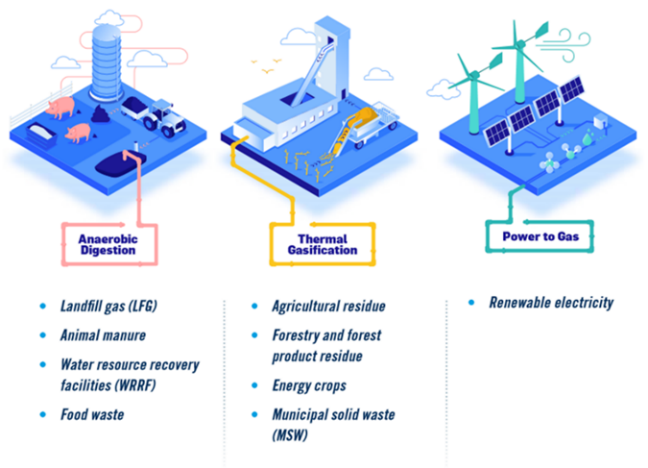 Anaerobic
Digestion
Thermal
Gasification
Power to Gas
Landfill gas (LFG)
Animal manure
Water resource recovery
facilities (WRRF)
Food waste
Agricultural residue
Forestry and forest
product residue
Energy crops
Municipal solid waste
(MSW)
Renewable electricity